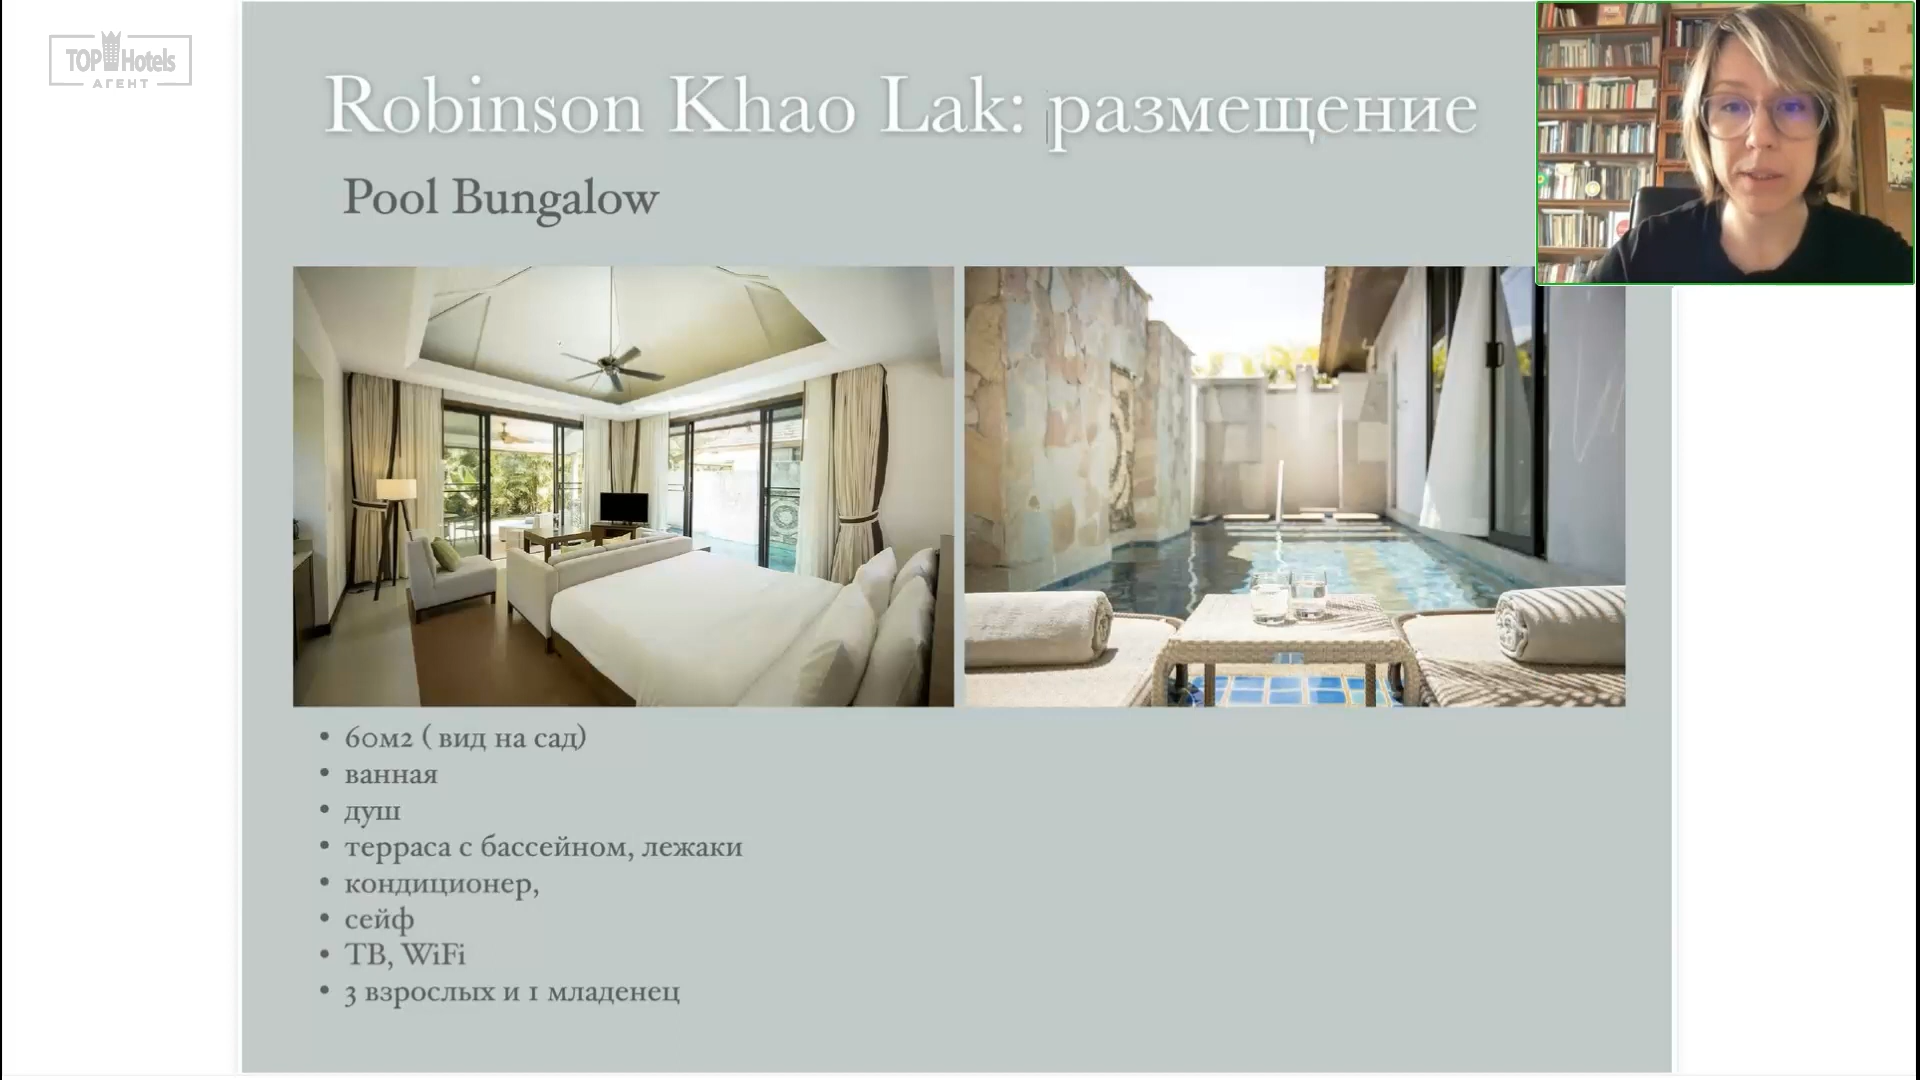 TOP Hotels
АГЕНТ
Robinson Khao Lak: размещение
Pool Bungalow
• 60м2 ( вид на сад)
• ванная
• душ
• терраса с бассейном, лежаки
• кондиционер,
• сейф
• ТВ, WiFi
• 3 взрослых и 1 младенец